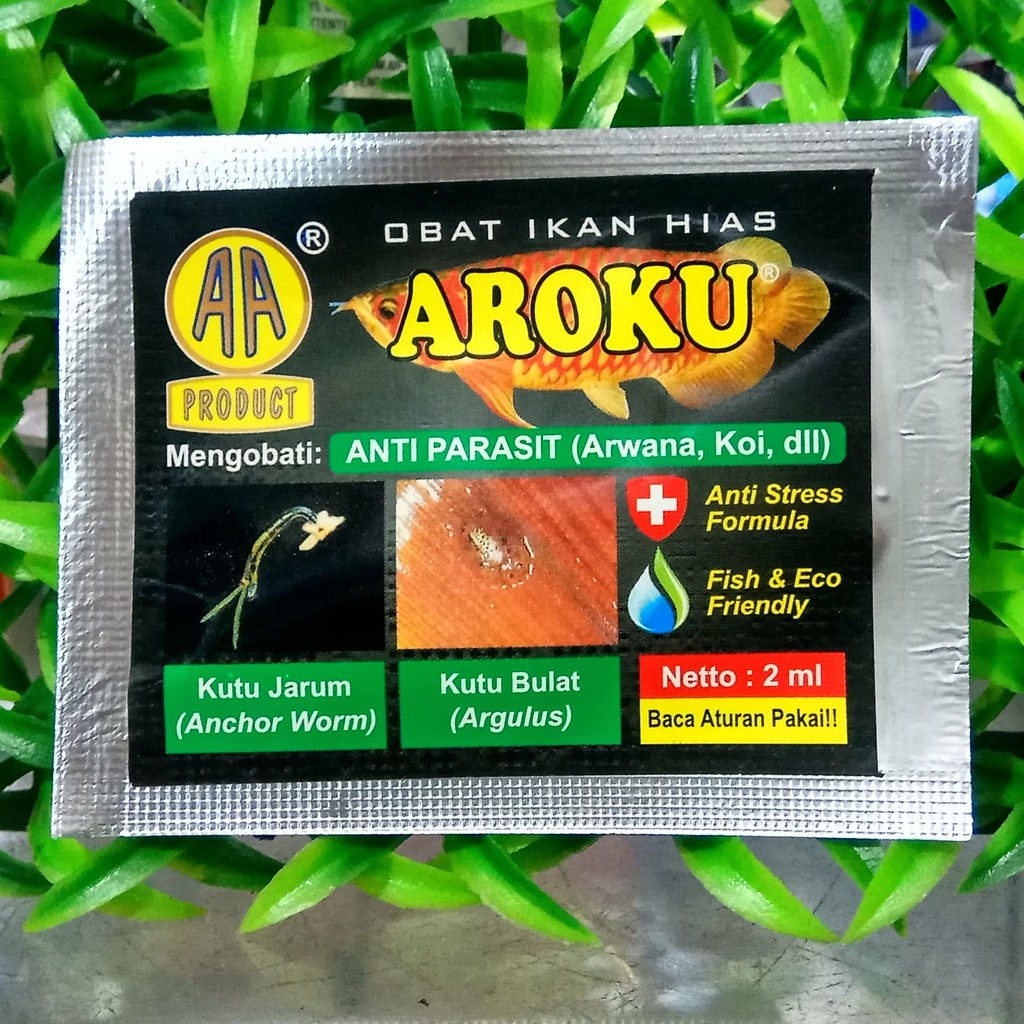 OBAT IKAN HIAS
AA
PRODUCT
®
AROKU®
Mengobati: ANTI PARASIT (Arwana, Koi, dll)
Anti Stress
Formula
Fish & Eco
Friendly
Kutu Jarum
(Anchor Worm)
Kutu Bulat
(Argulus)
Netto : 2 ml
Baca Aturan Pakai!!